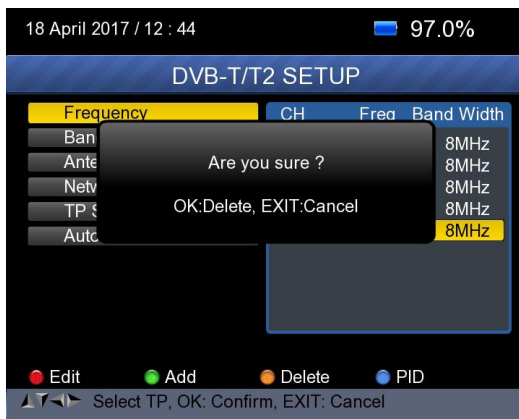 18 April 2017 / 12 : 44 97.0%
DVB-T/T2 SETUP
Frequency CH Freq Band Width
Ban 8MHz
Ante 8MHz
Netw 8MHz
TP S 8MHz
Auto 8MHz
Are you sure ?
OK:Delete, EXIT:Cancel
Edit Add Delete PID
Select TP, OK: Confirm, EXIT: Cancel